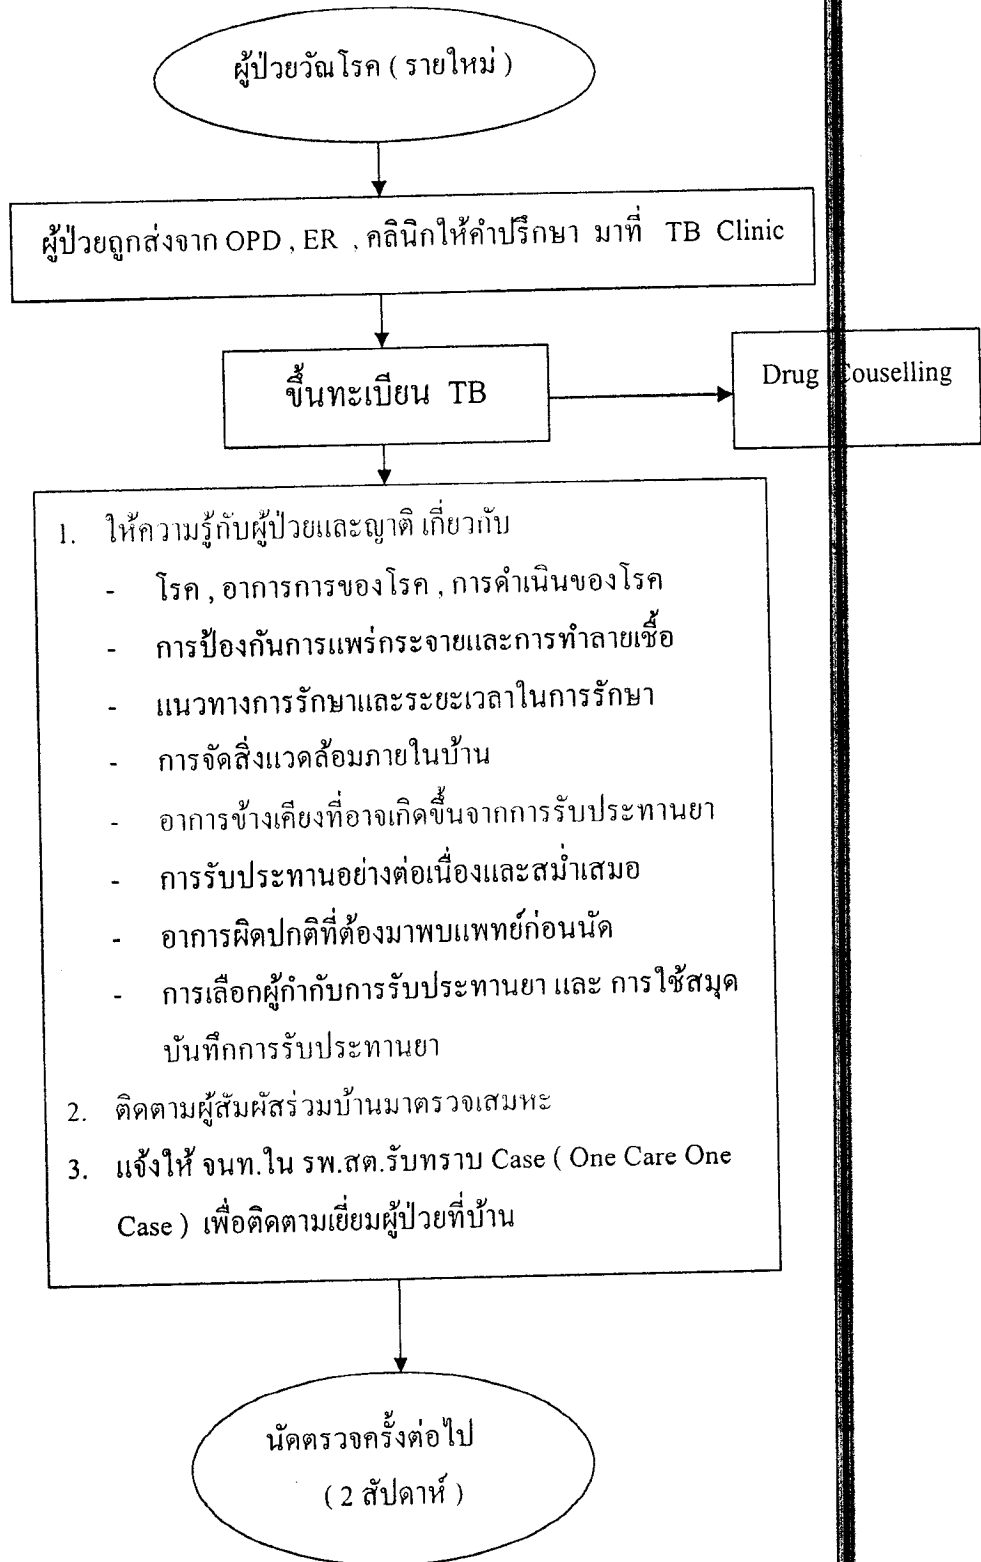 ผู้ป่วยวัณโรค ( รายใหม่ )
ผู้ป่วยถูกส่งจาก OPD , ER , คลินิกให้คำปรึกษา มาที่ TB Clinic
ขึ้นทะเบียน TB
Drug Couselling
1. ให้ความรู้กับผู้ป่วยและญาติ เกี่ยวกับ
- โรค , อาการการของโรค , การดำเนินของโรค
- การป้องกันการแพร่กระจายและการทำลายเชื้อ
- แนวทางการรักษาและระยะเวลาในการรักษา
- การจัดสิ่งแวดล้อมภายในบ้าน
- อาการข้างเคียงที่อาจเกิดขึ้นจากการรับประทานยา
- การรับประทานอย่างต่อเนื่องและสม่ำเสมอ
- อาการผิดปกติที่ต้องมาพบแพทย์ก่อนนัด
- การเลือกผู้กำกับการรับประทานยา และ การใช้สมุด
บันทึกการรับประทานยา
2. ติดตามผู้สัมผัสร่วมบ้านมาตรวจเสมหะ
3. แจ้งให้ จนท.ใน รพ.สต.รับทราบ Case ( One Care One
Case ) เพื่อติดตามเยี่ยมผู้ป่วยที่บ้าน
นัดตรวจครั้งต่อไป
( 2 สัปดาห์ )